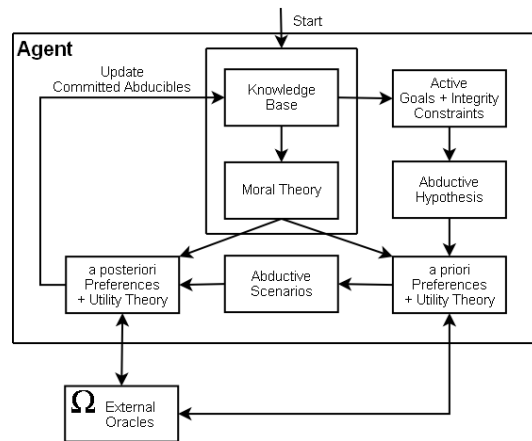 Start
Agent
Update
Committed Abducibles
Knowledge
Base
Active
Goals + Integrity
Constraints
Moral Theory
Abductive
Hypothesis
a posteriori
Preferences
+ Utility Theory
Abductive
Scenarios
a priori
Preferences
+ Utility Theory
Ω
External
Oracles